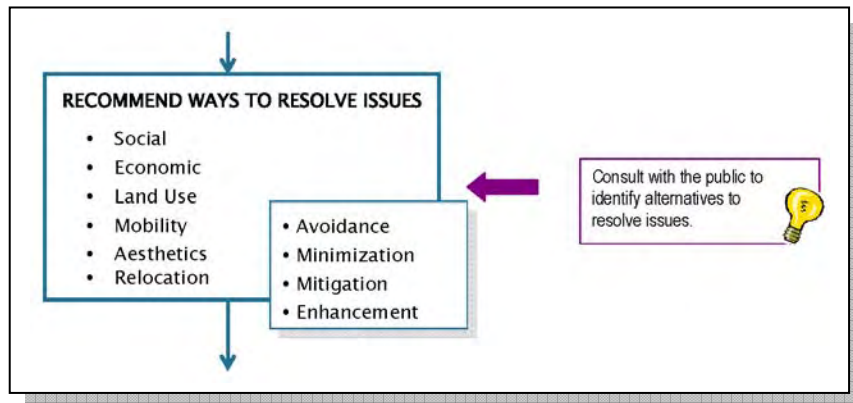 RECOMMEND WAYS TO RESOLVE ISSUES
• Social
• Economic
• Land Use
• Mobility
• Aesthetics
• Relocation
• Avoidance
• Minimization
• Mitigation
• Enhancement
Consult with the public to
identify alternatives to
resolve issues.